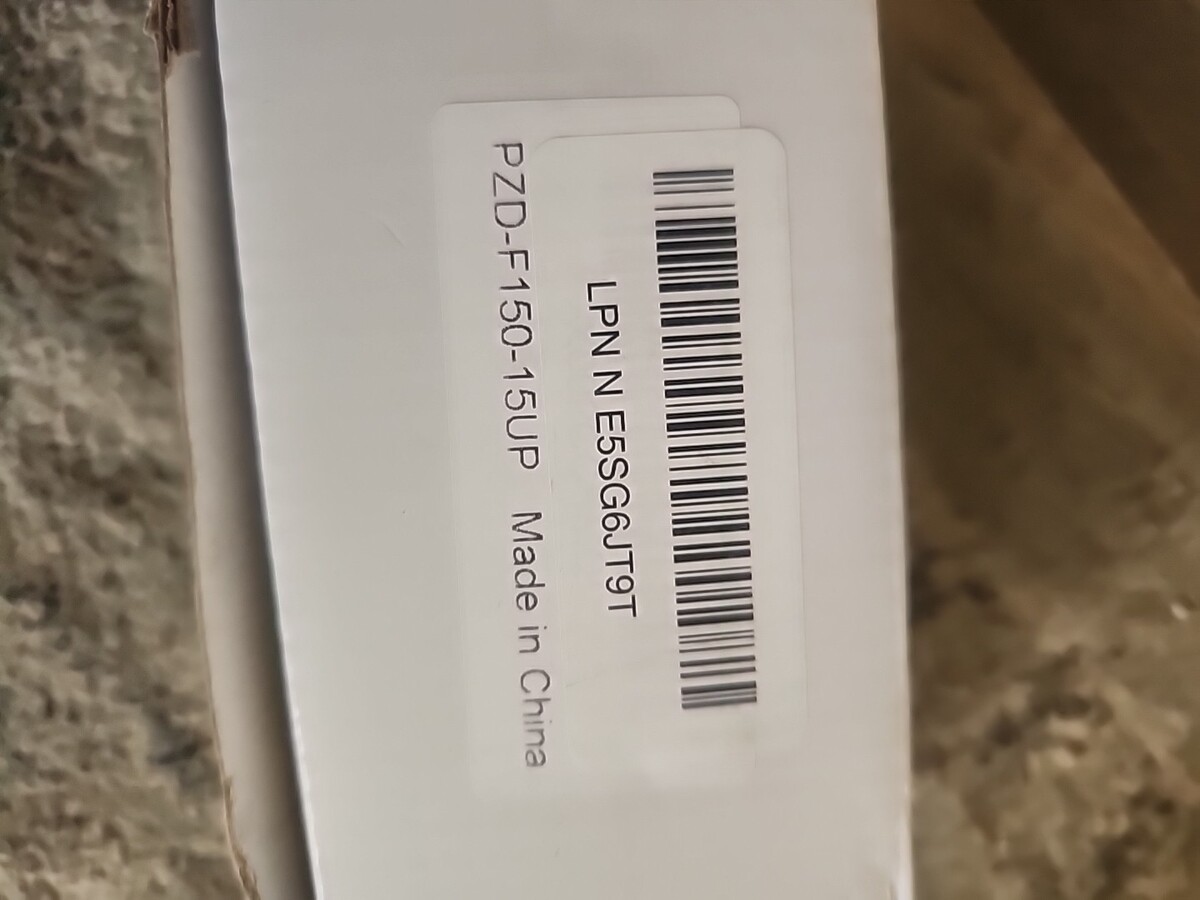 LPN N E5SG6JT9T
PZD-F150-15UP Made in China